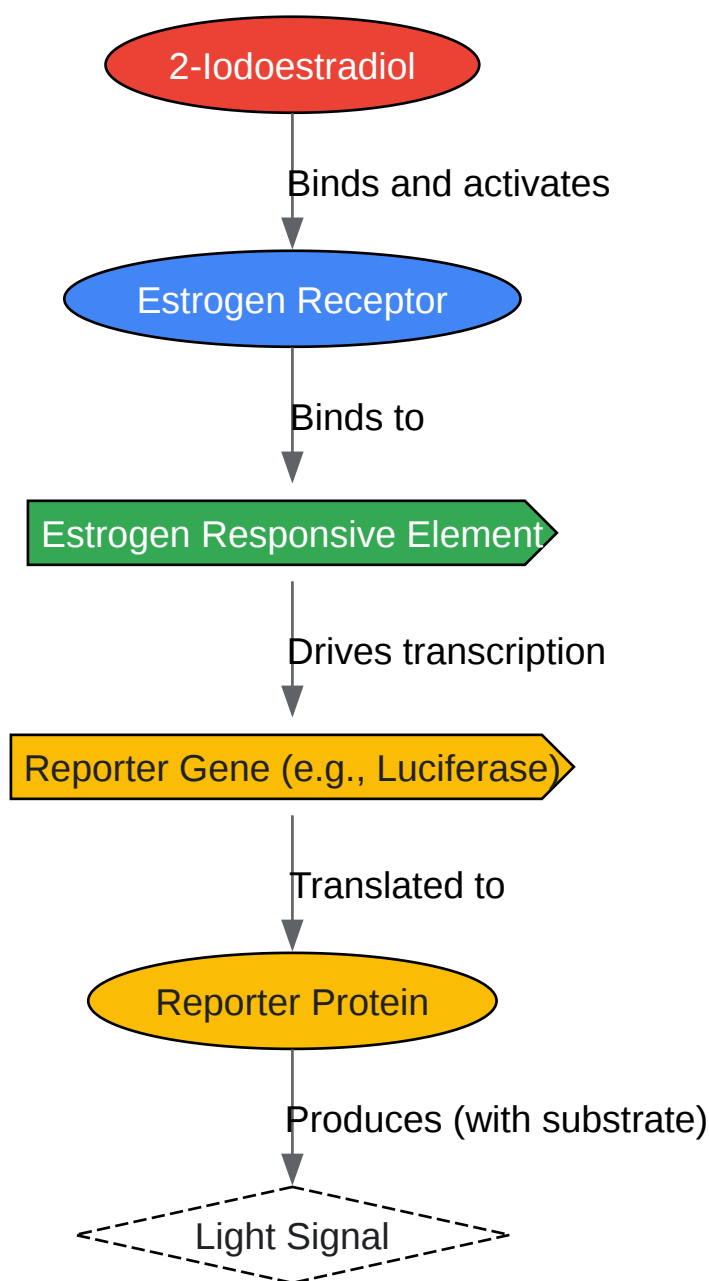 2-Iodoestradiol
Binds and activates
Estrogen Receptor
Binds to
Estrogen Responsive Element
Drives transcription
Reporter Gene (e.g., Luciferase)
Translated to
Reporter Protein
Produces (with substrate)
Light Signal